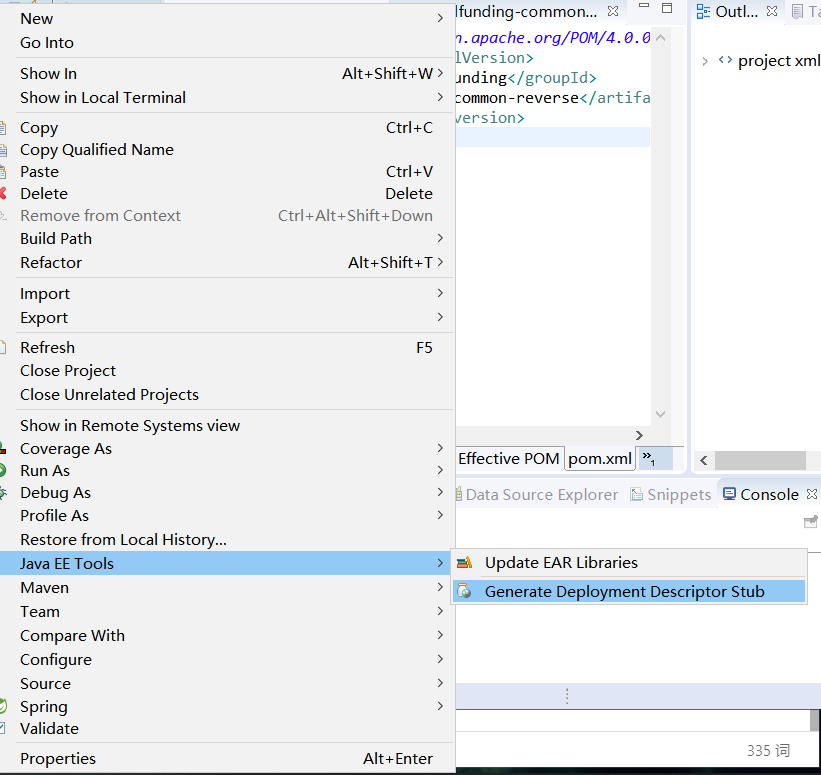 New
Go Into
Show In Alt+Shift+W
Show in Local Terminal
Copy Ctrl+C
Copy Qualified Name
Paste Ctrl+V
Delete Delete
Remove from Context Ctrl+Alt+Shift+Down
Build Path
Refactor Alt+Shift+T
Import
Export
Refresh F5
Close Project
Close Unrelated Projects
Show in Remote Systems view
Coverage As
Run As
Debug As
Profile As
Restore from Local History...
Java EE Tools
Maven
Team
Compare With
Configure
Source
Spring
Validate
Properties Alt+Enter
Update EAR Libraries
Generate Deployment Descriptor Stub
lfunding-common...
n.apache.org/POM/4.0.0
lVersion>
unding</groupId>
common-reverse</artifa
version>
Effective POM pom.xml »1
Outl... Ta
project xml
Data Source Explorer Snippets Console
335 词